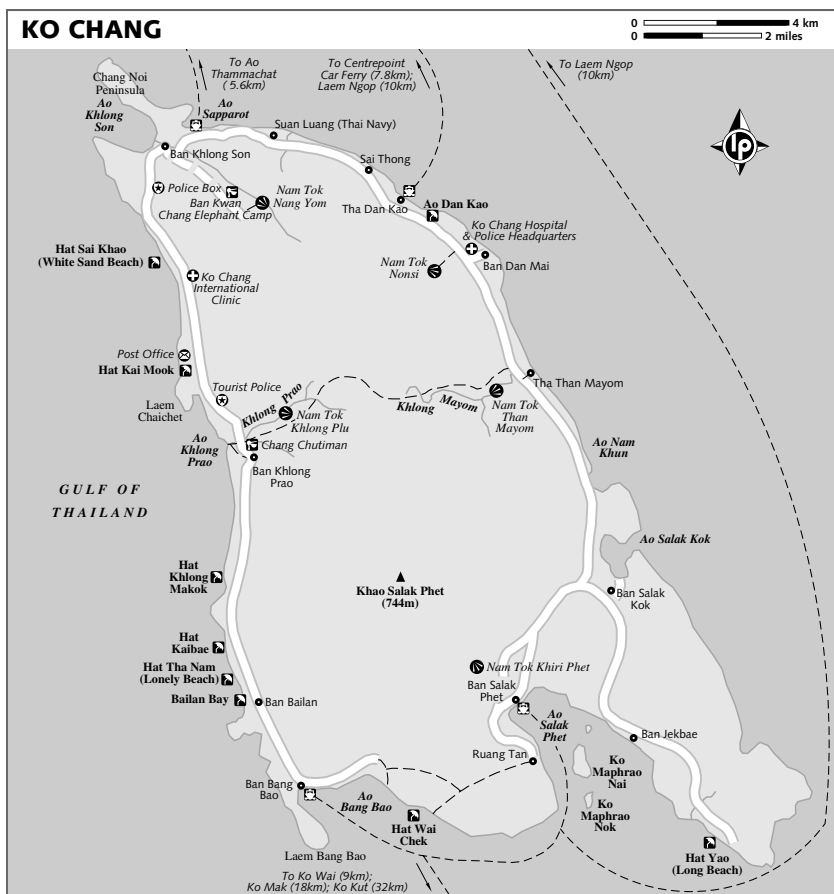 KO CHANG
0 4 km
0 2 miles
To Ao
Thammachat
( 5.6km)
To Centrepoint
Car Ferry (7.8km);
Laem Ngop (10km)
To Laem Ngop
(10km)
Chang Noi
Peninsula
Ao
Khlong
Son
Ao
Sapparot
Suan Luang (Thai Navy)
Ban Khlong Son
Sai Thong
lp
Police Box
Ban Kwan
Chang Elephant Camp
Nam Tok
Nang Yom
Tha Dan Kao
Ao Dan Kao
Ko Chang Hospital
& Police Headquarters
Hat Sai Khao
(White Sand Beach)
Nam Tok
Nonsi
Ban Dan Mai
Ko Chang
International
Clinic
Post Office
Hat Kai Mook
Tha Than Mayom
Tourist Police
Laem
Chaichet
Khlong Prao
Nam Tok
Khlong Plu
Khlong Mayom
Nam Tok
Than
Mayom
Ao
Khlong
Prao
Chang Chutiman
Ban Khlong
Prao
Ao Nam
Khun
GULF OF
THAILAND
Ao Salak Kok
Hat
Khlong
Makok
Khao Salak Phet
(744m)
Ban Salak
Kok
Hat
Kaibae
Hat Tha Nam
(Lonely Beach)
Nam Tok Khiri Phet
Bailan Bay
Ban Bailan
Ban Salak
Phet
Ao
Salak
Phet
Ban Jekbae
Ruang Tan
Ko
Maphrao
Nai
Ban Bang
Bao
Ao
Bang Bao
Ko
Maphrao
Nok
Hat Wai
Chek
Laem Bang Bao
Hat Yao
(Long Beach)
To Ko Wai (9km);
Ko Mak (18km); Ko Kut (32km)